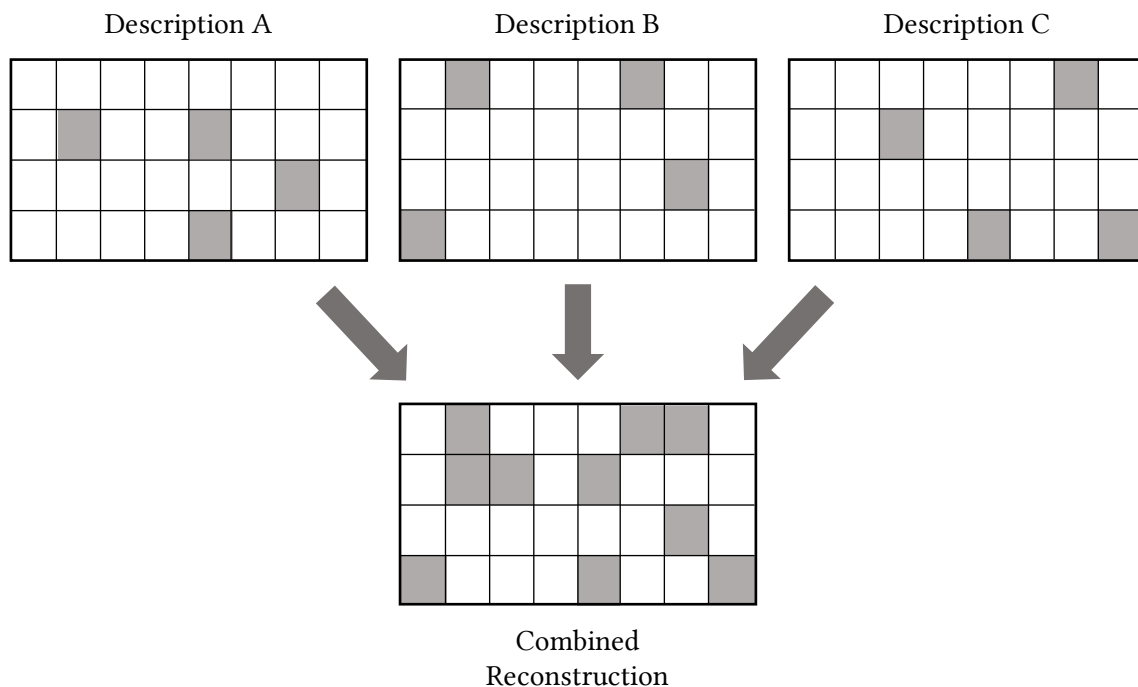 Description A
Description B
Description C
Combined
Reconstruction